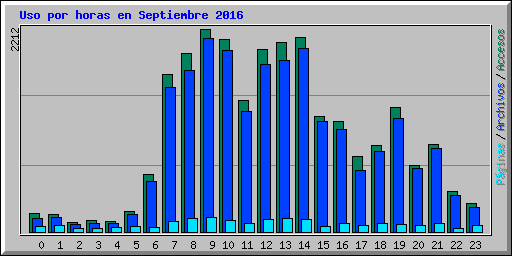 Uso por horas en Septiembre 2016
2212
Páginas / Archivos / Accesos
0 1 2 3 4 5 6 7 8 9 10 11 12 13 14 15 16 17 18 19 20 21 22 23